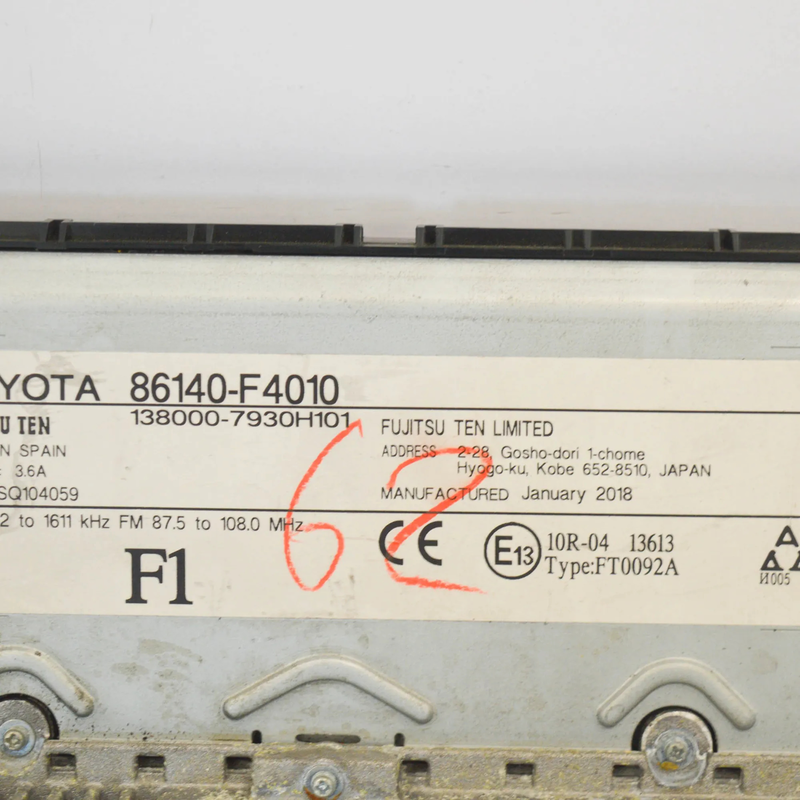 YOTA 86140-F4010
138000-7930H101
U TEN
N SPAIN
: 3.6A
SQ104059
FUJITSU TEN LIMITED
ADDRESS 2-28, Gosho-dori 1-chome
Hyogo-ku, Kobe 652-8510, JAPAN
MANUFACTURED January 2018
2 to 1611 kHz FM 87.5 to 108.0 MHz
F1
62
CE
E13
10R-04 13613
Type:FT0092A
И005